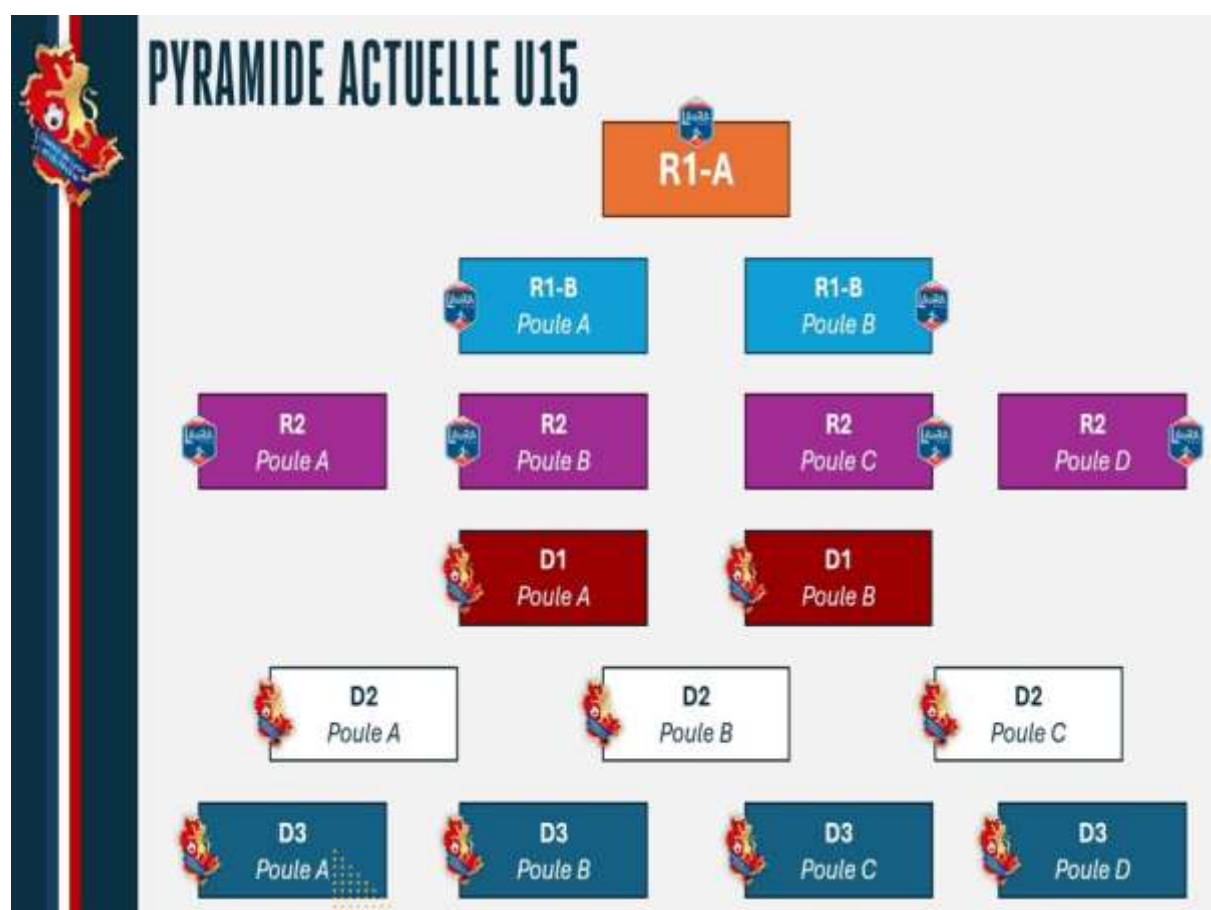 PYRAMIDE ACTUELLE U15
R1-A
R1-B
Poule A
R1-B
Poule B
R2
Poule A
R2
Poule B
R2
Poule C
R2
Poule D
D1
Poule A
D1
Poule B
D2
Poule A
D2
Poule B
D2
Poule C
D3
Poule A
D3
Poule B
D3
Poule C
D3
Poule D